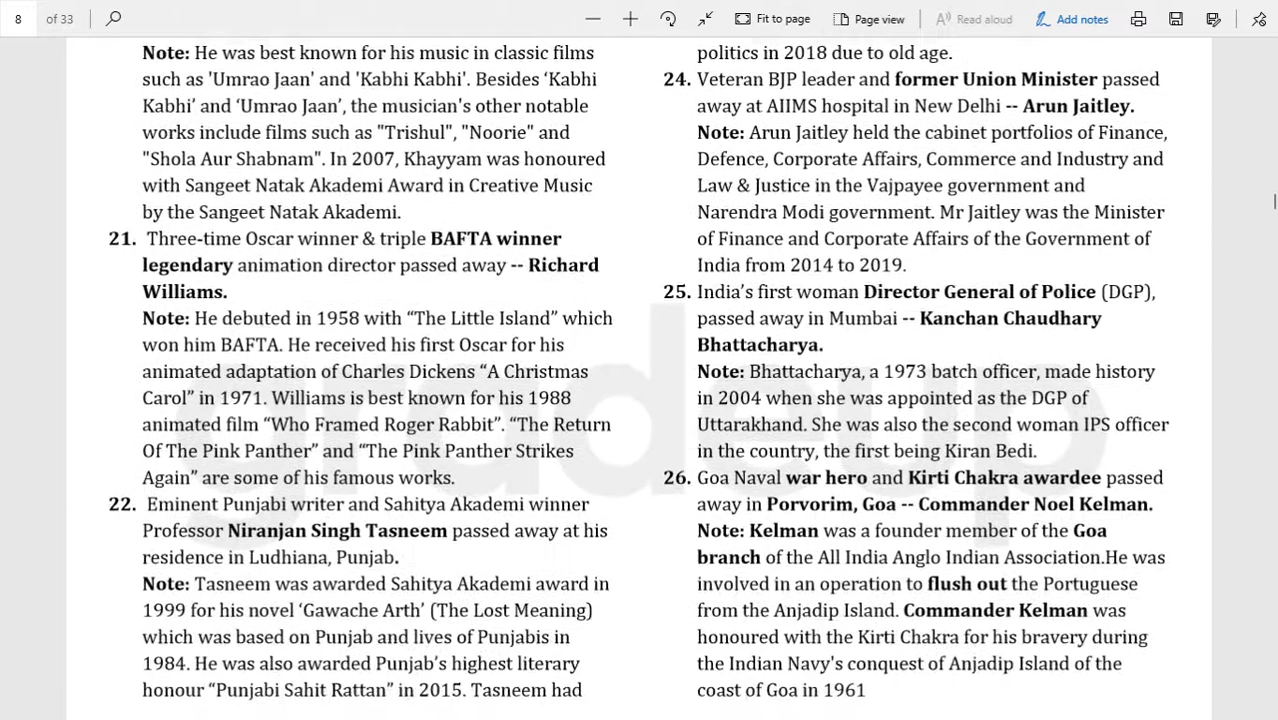 8 of 33 Fit to page Page view Read aloud Add notes
Note: He was best known for his music in classic films
such as 'Umrao Jaan' and 'Kabhi Kabhi'. Besides ‘Kabhi
Kabhi’ and ‘Umrao Jaan’, the musician's other notable
works include films such as "Trishul", "Noorie" and
"Shola Aur Shabnam". In 2007, Khayyam was honoured
with Sangeet Natak Akademi Award in Creative Music
by the Sangeet Natak Akademi.
21. Three-time Oscar winner & triple BAFTA winner
legendary animation director passed away -- Richard
Williams.
Note: He debuted in 1958 with “The Little Island” which
won him BAFTA. He received his first Oscar for his
animated adaptation of Charles Dickens “A Christmas
Carol” in 1971. Williams is best known for his 1988
animated film “Who Framed Roger Rabbit”. “The Return
Of The Pink Panther” and “The Pink Panther Strikes
Again” are some of his famous works.
22. Eminent Punjabi writer and Sahitya Akademi winner
Professor Niranjan Singh Tasneem passed away at his
residence in Ludhiana, Punjab.
Note: Tasneem was awarded Sahitya Akademi award in
1999 for his novel ‘Gawache Arth’ (The Lost Meaning)
which was based on Punjab and lives of Punjabis in
1984. He was also awarded Punjab’s highest literary
honour “Punjabi Sahit Rattan” in 2015. Tasneem had
politics in 2018 due to old age.
24. Veteran BJP leader and former Union Minister passed
away at AIIMS hospital in New Delhi -- Arun Jaitley.
Note: Arun Jaitley held the cabinet portfolios of Finance,
Defence, Corporate Affairs, Commerce and Industry and
Law & Justice in the Vajpayee government and
Narendra Modi government. Mr Jaitley was the Minister
of Finance and Corporate Affairs of the Government of
India from 2014 to 2019.
25. India’s first woman Director General of Police (DGP),
passed away in Mumbai -- Kanchan Chaudhary
Bhattacharya.
Note: Bhattacharya, a 1973 batch officer, made history
in 2004 when she was appointed as the DGP of
Uttarakhand. She was also the second woman IPS officer
in the country, the first being Kiran Bedi.
26. Goa Naval war hero and Kirti Chakra awardee passed
away in Porvorim, Goa -- Commander Noel Kelman.
Note: Kelman was a founder member of the Goa
branch of the All India Anglo Indian Association.He was
involved in an operation to flush out the Portuguese
from the Anjadip Island. Commander Kelman was
honoured with the Kirti Chakra for his bravery during
the Indian Navy's conquest of Anjadip Island of the
coast of Goa in 1961
gradeup